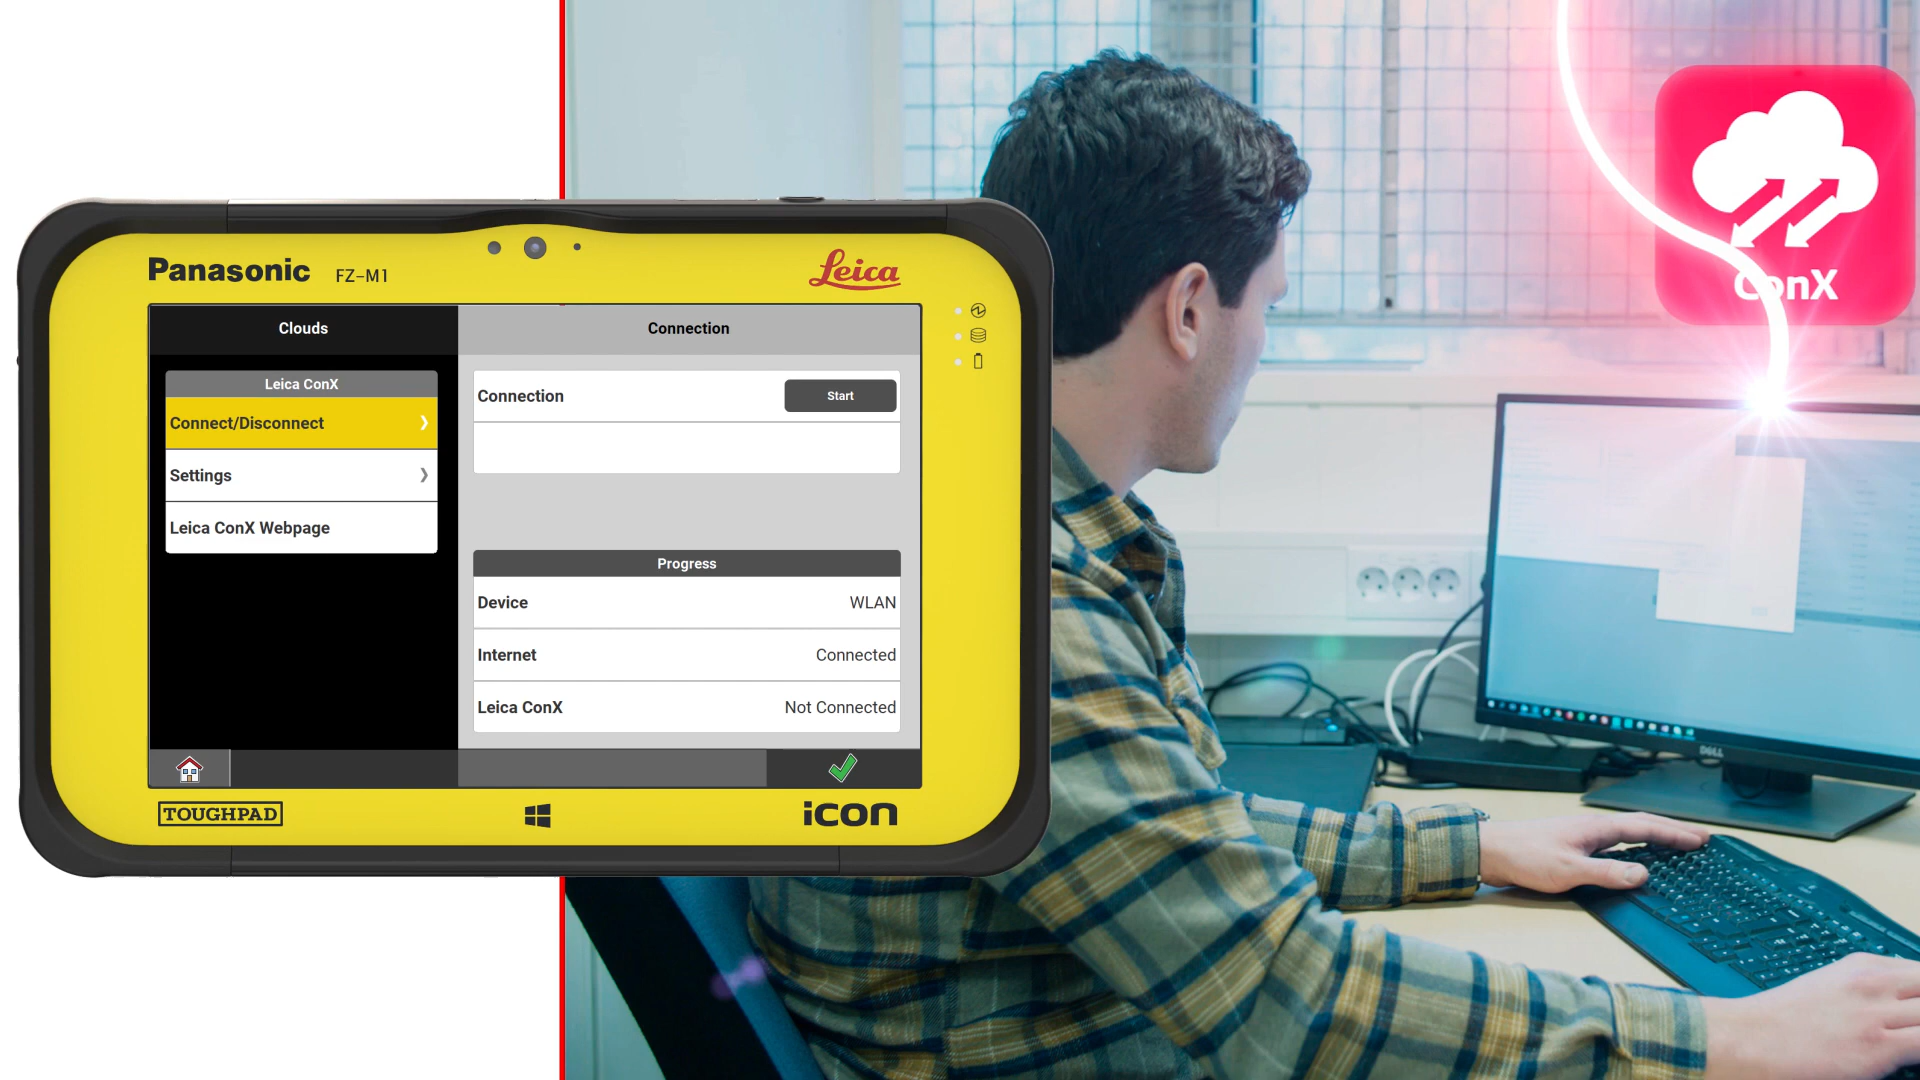 Panasonic FZ-M1
Leica
Clouds
Connection
Leica ConX
Connect/Disconnect
Settings
Leica ConX Webpage
Connection
Start
Progress
Device WLAN
Internet Connected
Leica ConX Not Connected
TOUGHPAD
icon
ConX
DELL